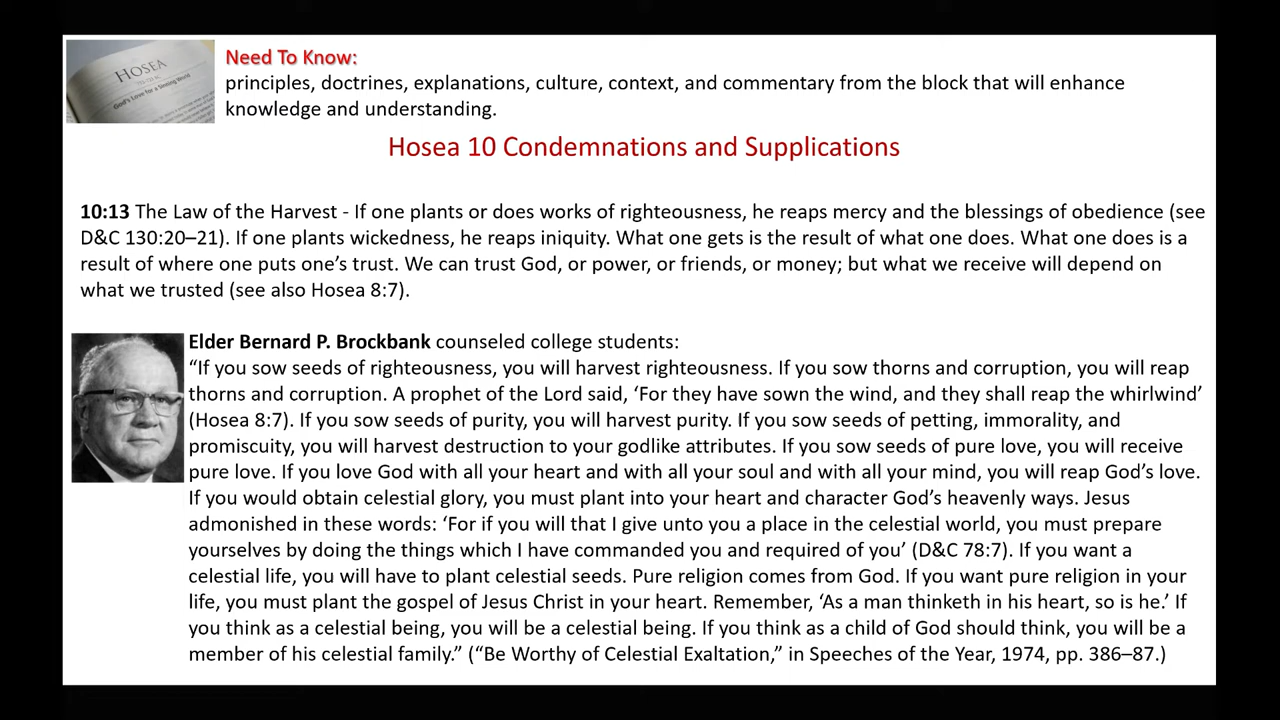 HOSEA
God's Love for a Sinning World
Need To Know:
principles, doctrines, explanations, culture, context, and commentary from the block that will enhance
knowledge and understanding.
Hosea 10 Condemnations and Supplications
10:13 The Law of the Harvest - If one plants or does works of righteousness, he reaps mercy and the blessings of obedience (see
D&C 130:20–21). If one plants wickedness, he reaps iniquity. What one gets is the result of what one does. What one does is a
result of where one puts one’s trust. We can trust God, or power, or friends, or money; but what we receive will depend on
what we trusted (see also Hosea 8:7).
Elder Bernard P. Brockbank counseled college students:
“If you sow seeds of righteousness, you will harvest righteousness. If you sow thorns and corruption, you will reap
thorns and corruption. A prophet of the Lord said, ‘For they have sown the wind, and they shall reap the whirlwind’
(Hosea 8:7). If you sow seeds of purity, you will harvest purity. If you sow seeds of petting, immorality, and
promiscuity, you will harvest destruction to your godlike attributes. If you sow seeds of pure love, you will receive
pure love. If you love God with all your heart and with all your soul and with all your mind, you will reap God’s love.
If you would obtain celestial glory, you must plant into your heart and character God’s heavenly ways. Jesus
admonished in these words: ‘For if you will that I give unto you a place in the celestial world, you must prepare
yourselves by doing the things which I have commanded you and required of you’ (D&C 78:7). If you want a
celestial life, you will have to plant celestial seeds. Pure religion comes from God. If you want pure religion in your
life, you must plant the gospel of Jesus Christ in your heart. Remember, ‘As a man thinketh in his heart, so is he.’ If
you think as a celestial being, you will be a celestial being. If you think as a child of God should think, you will be a
member of his celestial family.” (“Be Worthy of Celestial Exaltation,” in Speeches of the Year, 1974, pp. 386–87.)